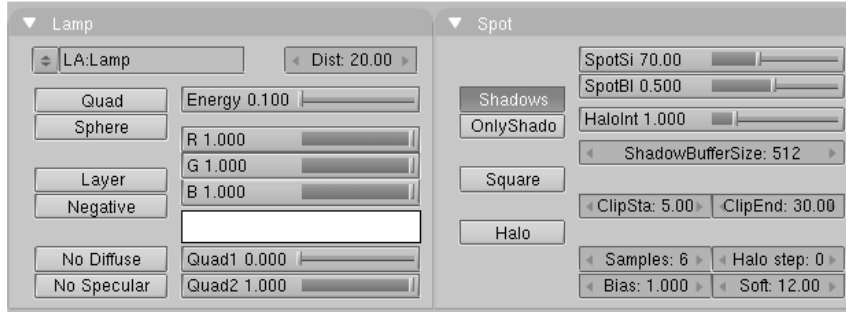 Lamp
LA:Lamp
Dist: 20.00
Quad
Energy 0.100
Sphere
R 1.000
G 1.000
Layer
B 1.000
Negative
No Diffuse
Quad1 0.000
No Specular
Quad2 1.000
Spot
SpotSi 70.00
SpotBl 0.500
Shadows
OnlyShado
HaloInt 1.000
ShadowBufferSize: 512
Square
ClipSta: 5.00
ClipEnd: 30.00
Halo
Samples: 6
Halo step: 0
Bias: 1.000
Soft: 12.00